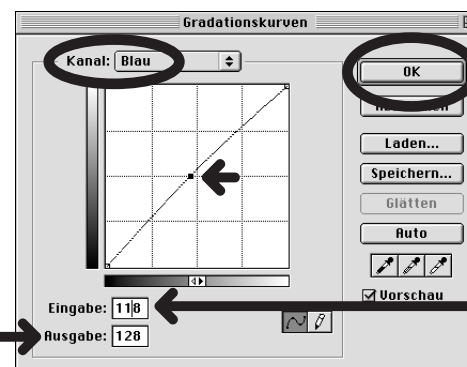 Gradationskurven
Kanal: Blau
OK
Laden...
Speichern...
Glätten
Auto
Vorschau
Eingabe: 118
Ausgabe: 128